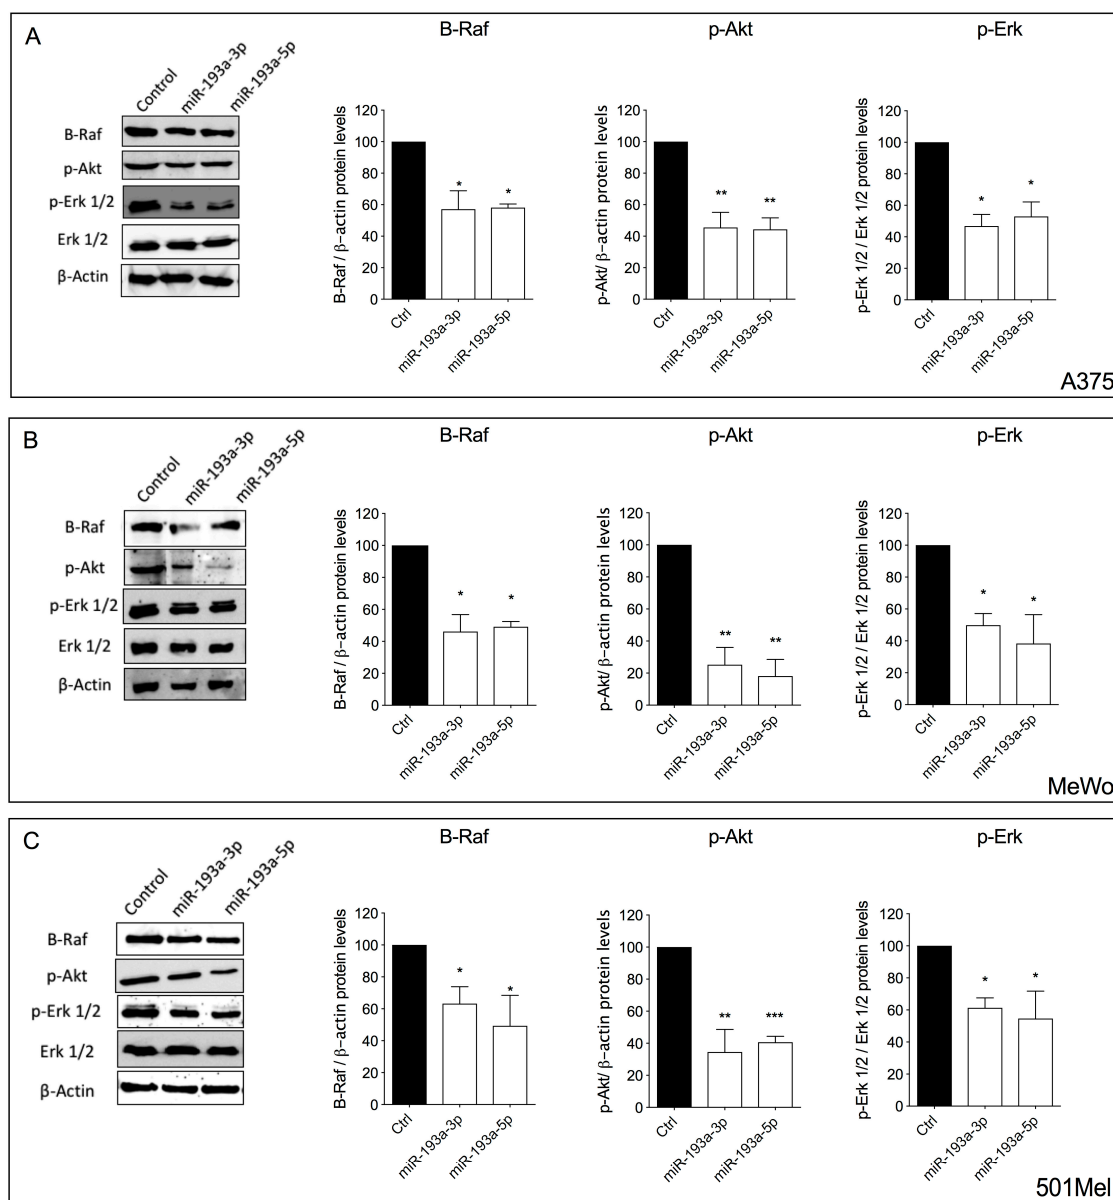 A
Control
miR-193a-3p
miR-193a-5p
B-Raf
p-Akt
p-Erk 1/2
Erk 1/2
β-Actin
B-Raf
B-Raf / β-actin protein levels
120
100
80
60
40
20
0
*
*
Ctrl
miR-193a-3p
miR-193a-5p
p-Akt
p-Akt/ β-actin protein levels
120
100
80
60
40
20
0
**
**
Ctrl
miR-193a-3p
miR-193a-5p
p-Erk
p-Erk 1/2 / Erk 1/2 protein levels
120
100
80
60
40
20
0
*
*
Ctrl
miR-193a-3p
miR-193a-5p
A375
B
Control
miR-193a-3p
miR-193a-5p
B-Raf
p-Akt
p-Erk 1/2
Erk 1/2
β-Actin
B-Raf
B-Raf / β-actin protein levels
120
100
80
60
40
20
0
*
*
Ctrl
miR-193a-3p
miR-193a-5p
p-Akt
p-Akt/ β-actin protein levels
120
100
80
60
40
20
0
**
**
Ctrl
miR-193a-3p
miR-193a-5p
p-Erk
p-Erk 1/2 / Erk 1/2 protein levels
120
100
80
60
40
20
0
*
*
Ctrl
miR-193a-3p
miR-193a-5p
MeWo
C
Control
miR-193a-3p
miR-193a-5p
B-Raf
p-Akt
p-Erk 1/2
Erk 1/2
β-Actin
B-Raf
B-Raf / β-actin protein levels
120
100
80
60
40
20
0
*
*
Ctrl
miR-193a-3p
miR-193a-5p
p-Akt
p-Akt/ β-actin protein levels
120
100
80
60
40
20
0
**
***
Ctrl
miR-193a-3p
miR-193a-5p
p-Erk
p-Erk 1/2 / Erk 1/2 protein levels
120
100
80
60
40
20
0
*
*
Ctrl
miR-193a-3p
miR-193a-5p
501Mel